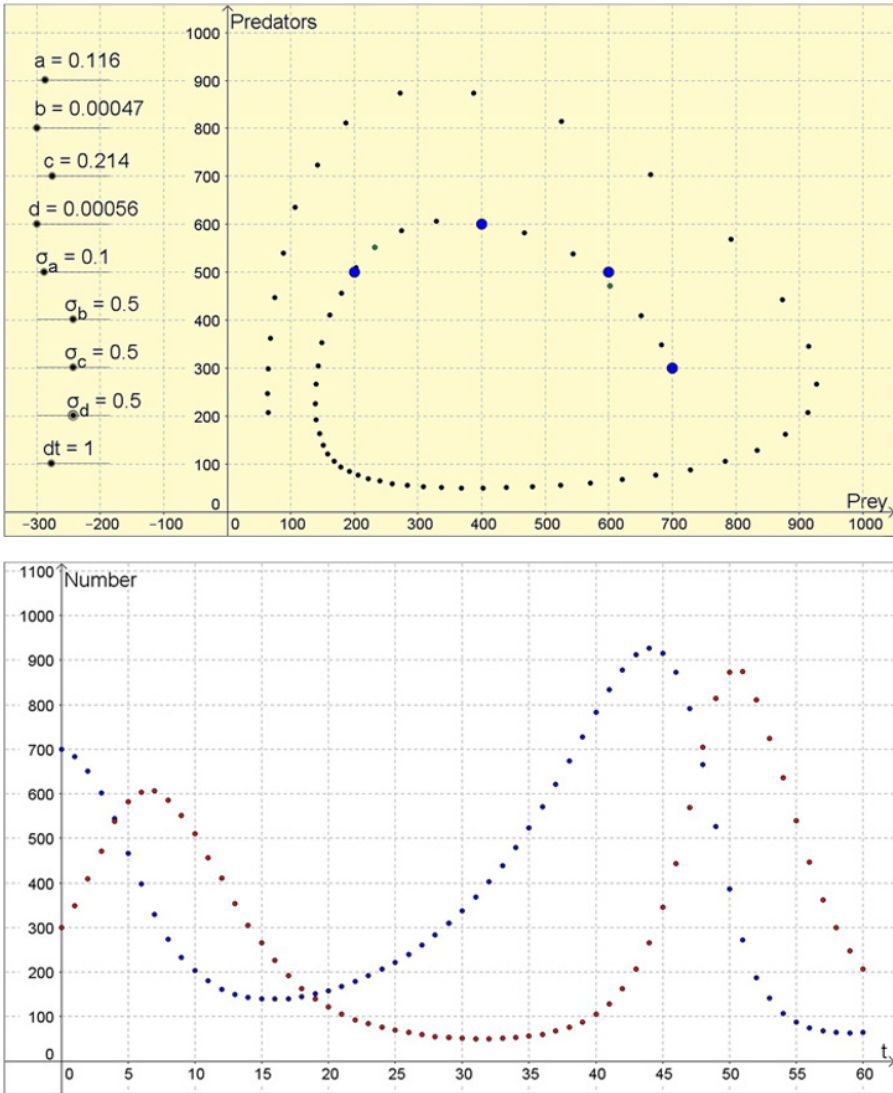 Predators
1000
a = 0.116
900
b = 0.00047
800
c = 0.214
700
d = 0.00056
600
σa = 0.1
500
σb = 0.5
400
σc = 0.5
300
σd = 0.5
200
dt = 1
100
0
Prey
−300 −200 −100 0 100 200 300 400 500 600 700 800 900 1000
1100
Number
1000
900
800
700
600
500
400
300
200
100
0
t
0 5 10 15 20 25 30 35 40 45 50 55 60